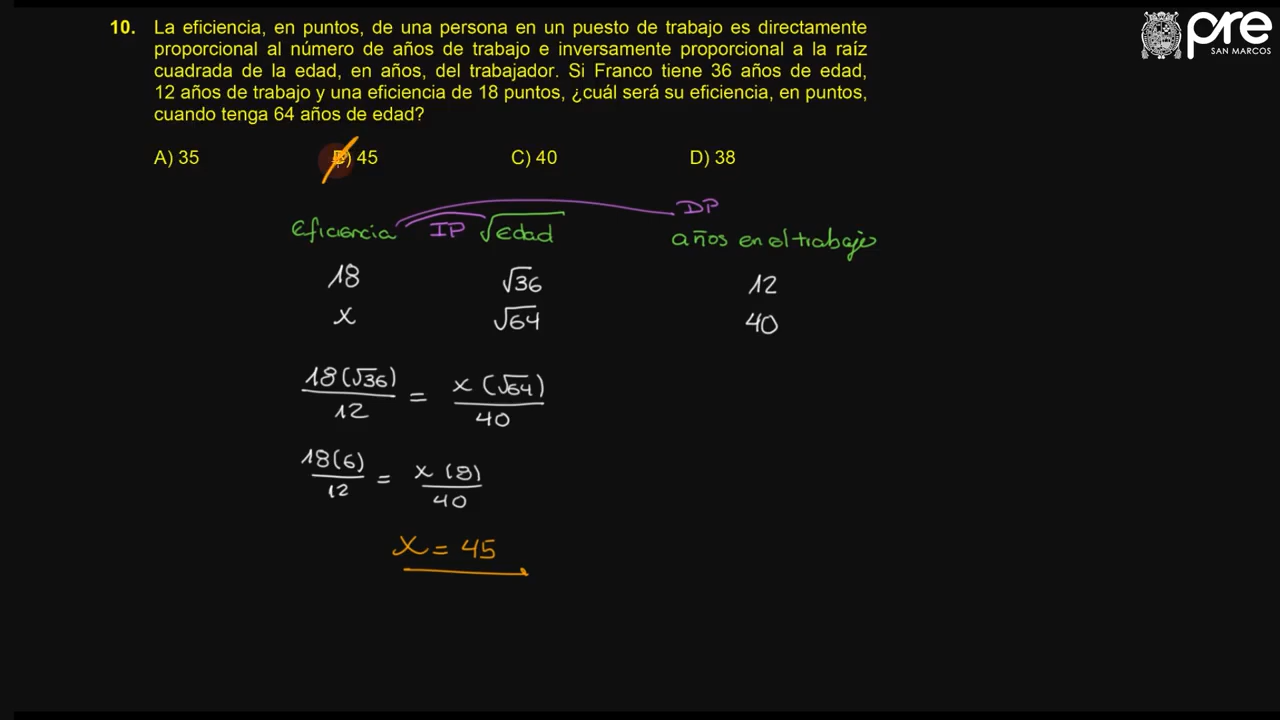 10. La eficiencia, en puntos, de una persona en un puesto de trabajo es directamente
proporcional al número de años de trabajo e inversamente proporcional a la raíz
cuadrada de la edad, en años, del trabajador. Si Franco tiene 36 años de edad,
12 años de trabajo y una eficiencia de 18 puntos, ¿cuál será su eficiencia, en puntos,
cuando tenga 64 años de edad?
pre
SAN MARCOS
A) 35 B) 45 C) 40 D) 38
Eficiencia IP √edad DP años en el trabajo
18 √36 12
x √64 40
18(√36)/12 = x(√64)/40
18(6)/12 = x(8)/40
x = 45